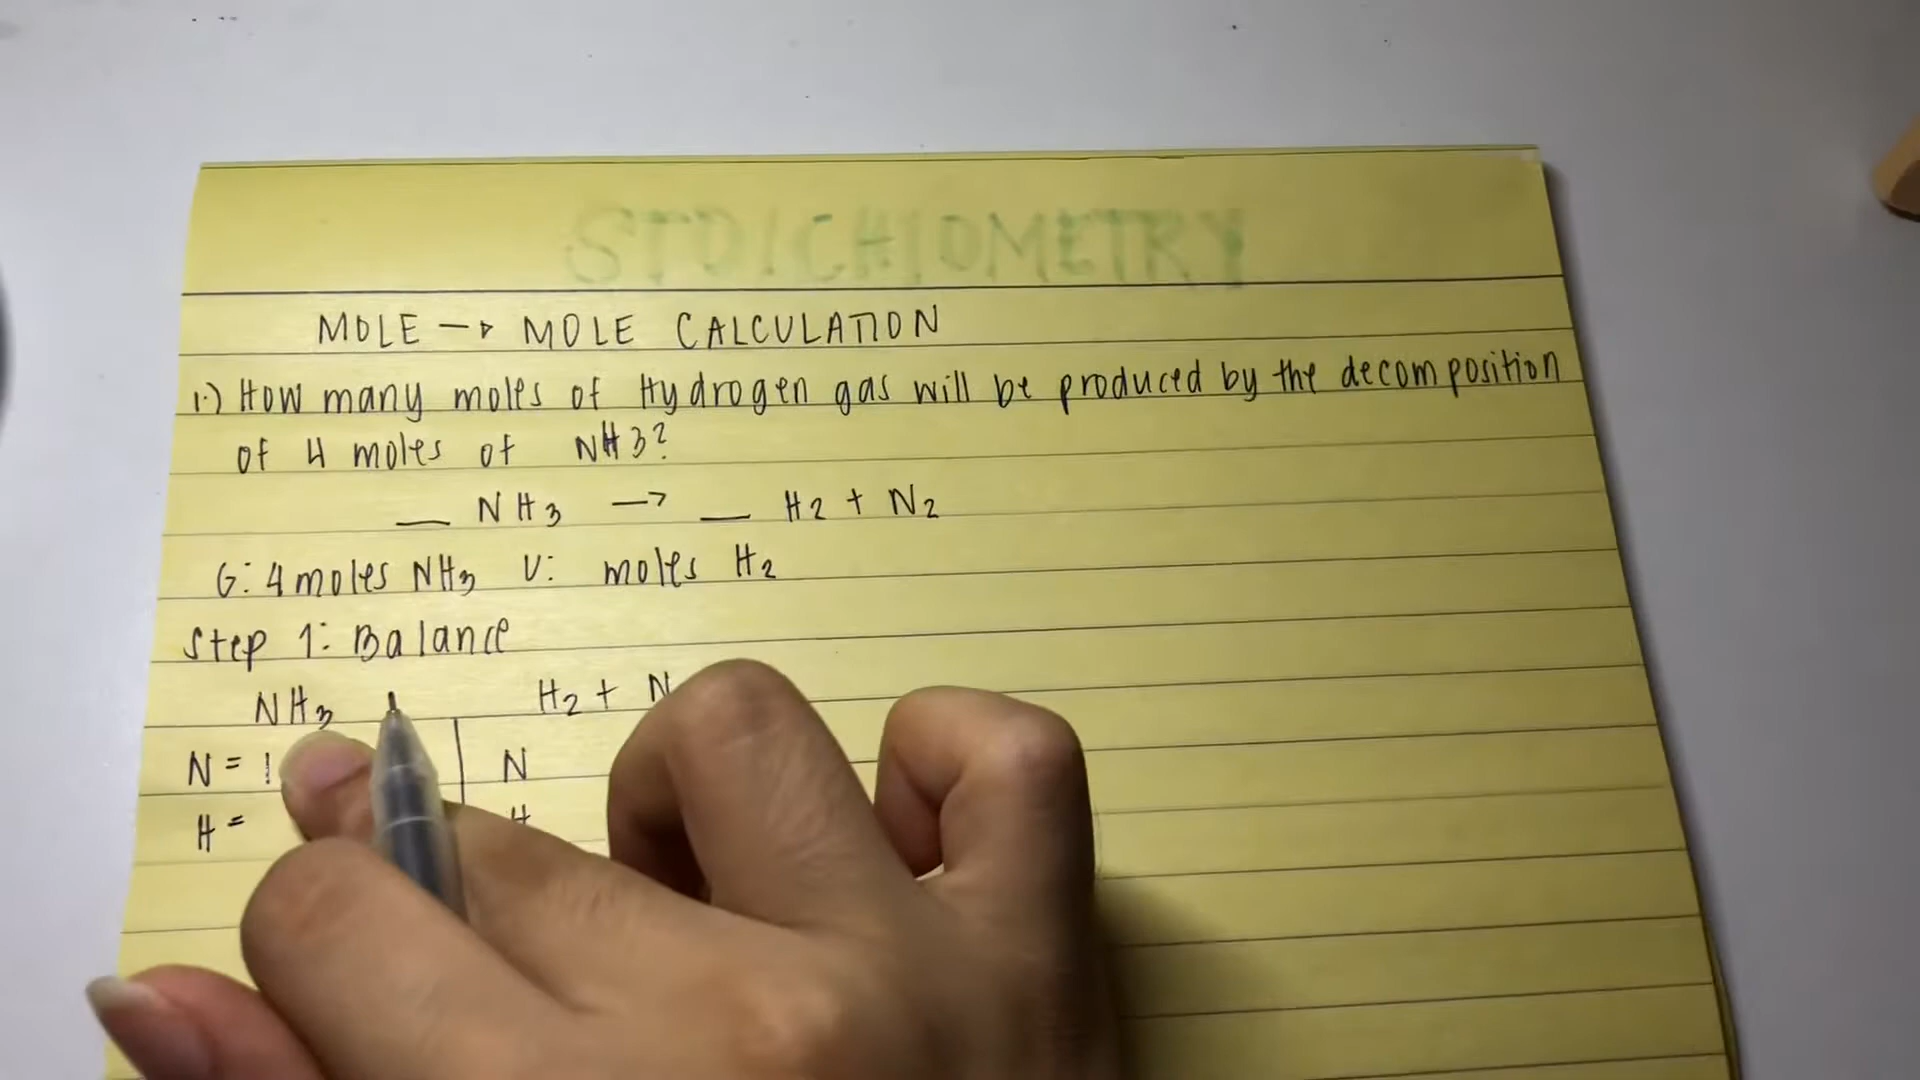 STOICHIOMETRY
MOLE → MOLE CALCULATION
1.) How many moles of Hydrogen gas will be produced by the decomposition
of 4 moles of NH3?
__ NH3 → __ H2 + N2
G: 4 moles NH3 U: moles H2
Step 1: Balance
NH3 H2 + N
N = 1 N
H = H